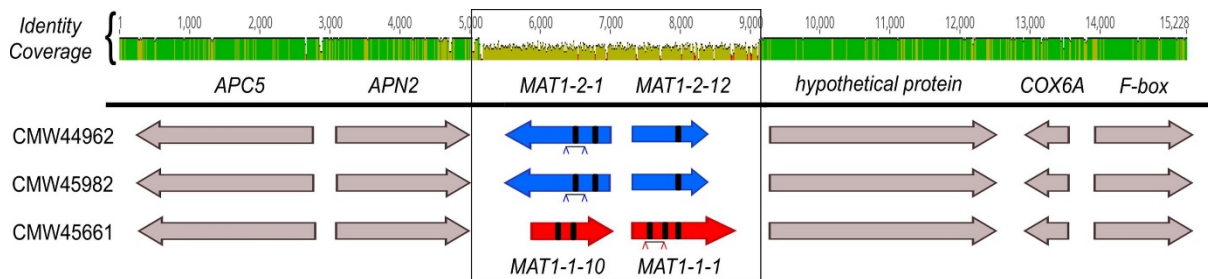 1 1,000 2,000 3,000 4,000 5,000 6,000 7,000 8,000 9,000 10,000 11,000 12,000 13,000 14,000 15,228
Identity
Coverage
APC5 APN2 MAT1-2-1 MAT1-2-12 hypothetical protein COX6A F-box
CMW44962
CMW45982
CMW45661
MAT1-1-10 MAT1-1-1